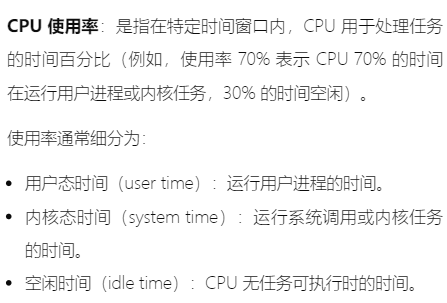 CPU 使用率：是指在特定时间窗口内，CPU 用于处理任务
的时间百分比（例如，使用率 70% 表示 CPU 70% 的时间
在运行用户进程或内核任务，30% 的时间空闲）。
使用率通常细分为：
• 用户态时间（user time）：运行用户进程的时间。
• 内核态时间（system time）：运行系统调用或内核任务
的时间。
• 空闲时间（idle time）：CPU 无任务可执行时的时间。